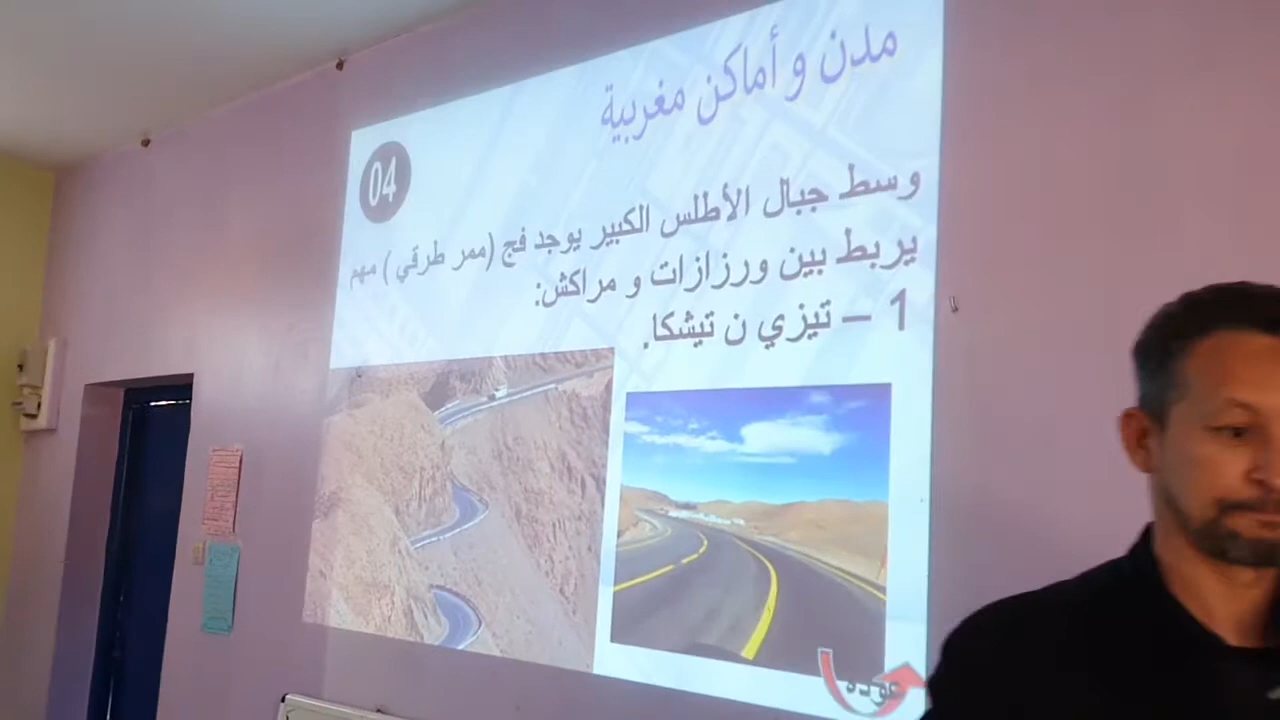 مدن و أماكن مغربية
04
وسط جبال الأطلس الكبير يوجد فج (ممر طرقي ) مهم
يربط بين ورزازات و مراكش:
1 – تيزي ن تيشكا.
عودة